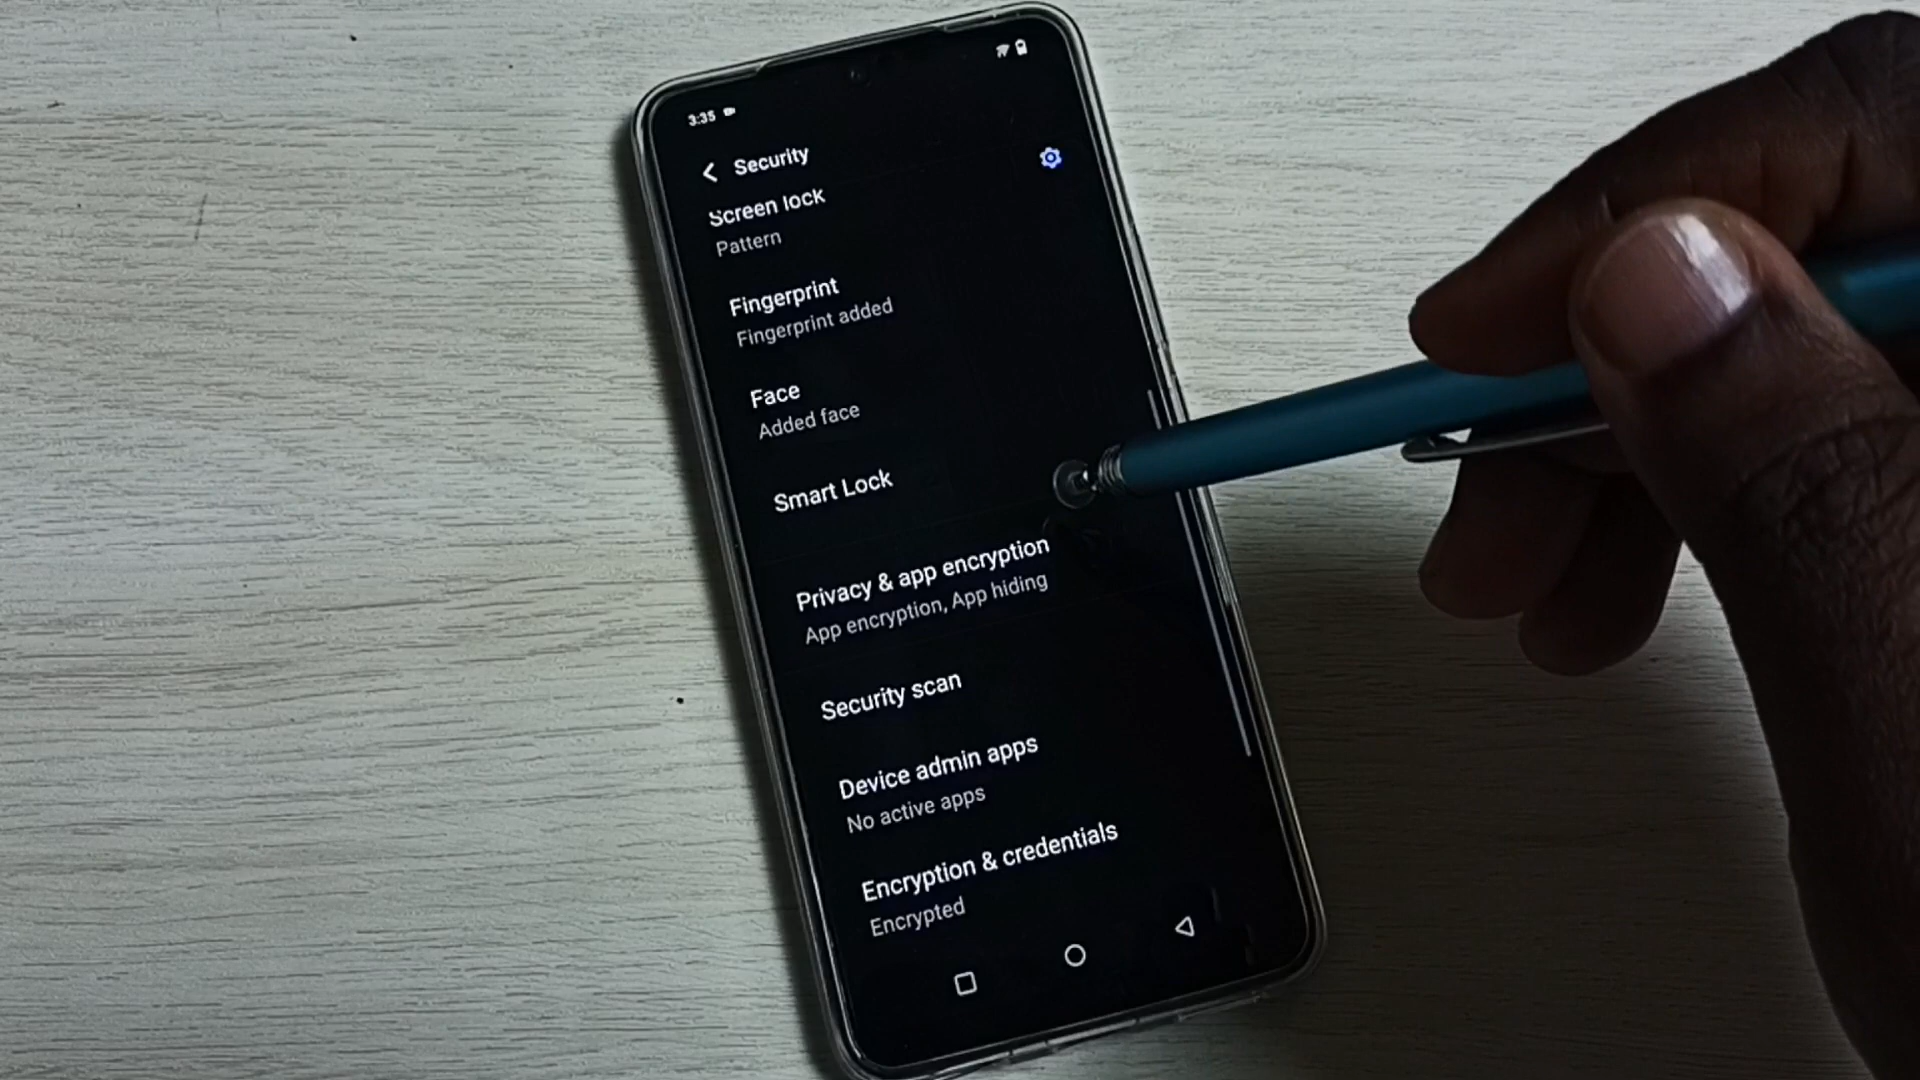 3:35
Security
Screen lock
Pattern
Fingerprint
Fingerprint added
Face
Added face
Smart Lock
Privacy & app encryption
App encryption, App hiding
Security scan
Device admin apps
No active apps
Encryption & credentials
Encrypted